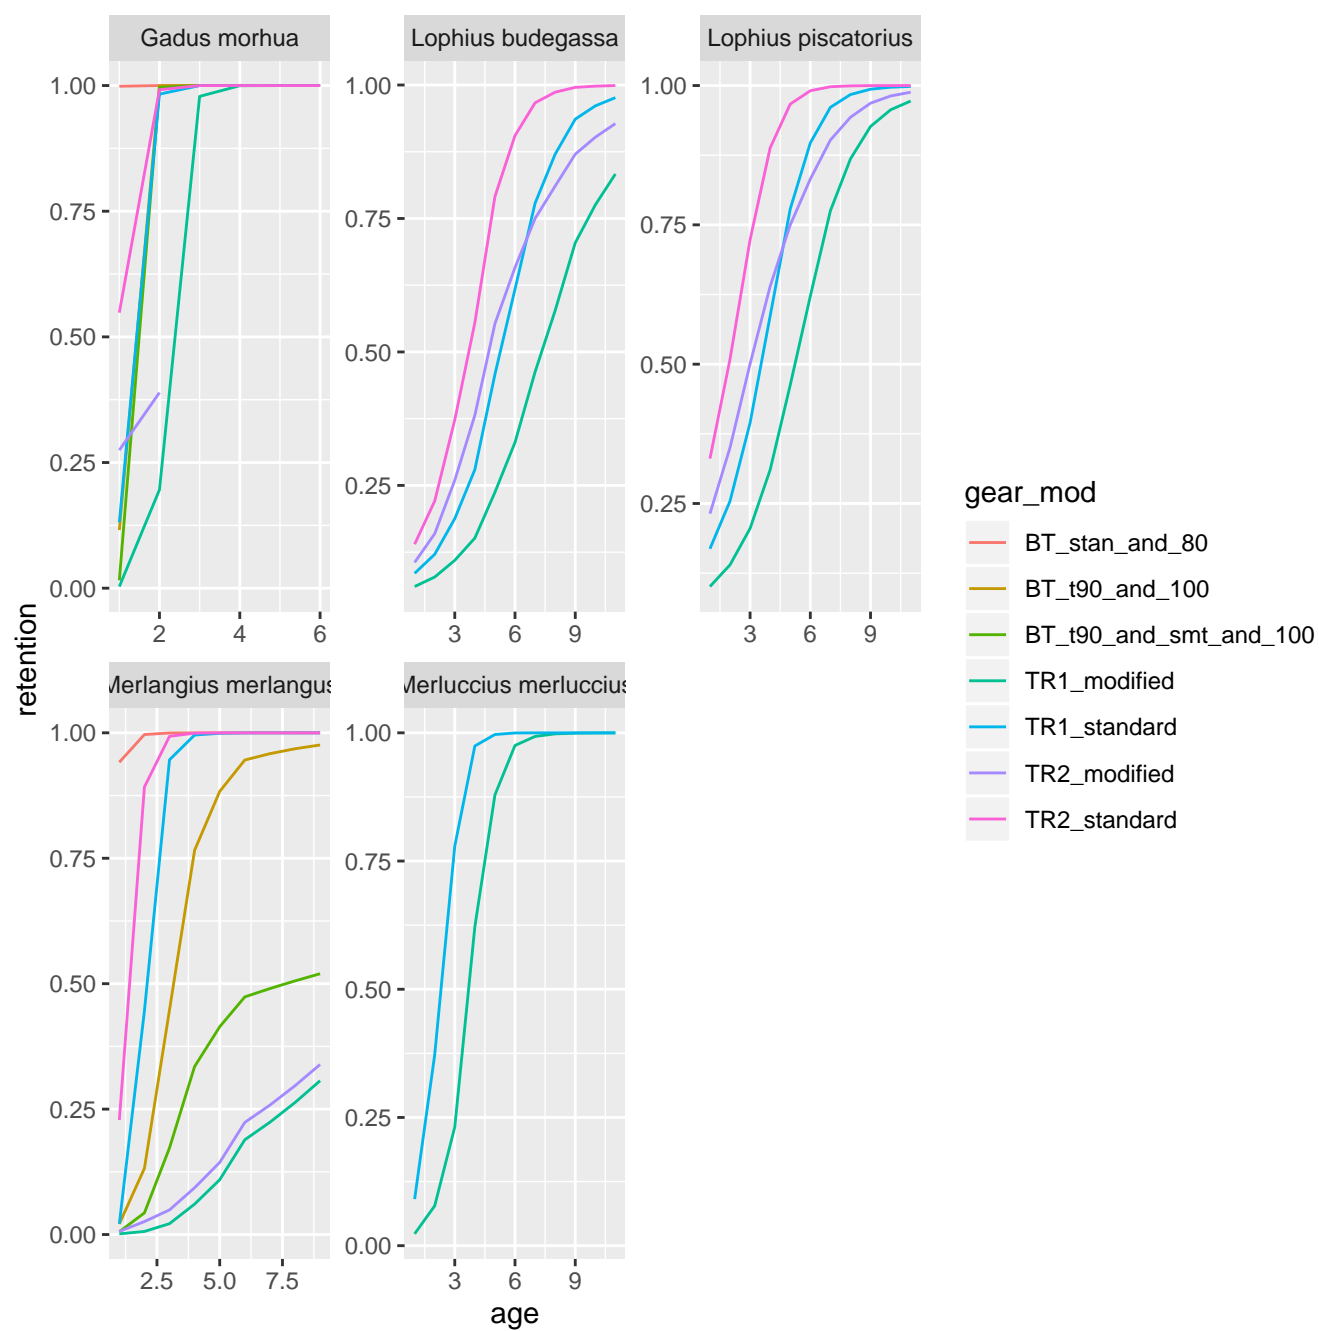 Gadus morhua
Lophius budegassa
Lophius piscatorius
1.00
0.75
0.50
0.25
0.00
2 4 6
1.00
0.75
0.50
0.25
3 6 9
1.00
0.75
0.50
0.25
3 6 9
Merlangius merlangus
Merluccius merluccius
1.00
0.75
0.50
0.25
0.00
2.5 5.0 7.5
1.00
0.75
0.50
0.25
0.00
3 6 9
retention
age
gear_mod
BT_stan_and_80
BT_t90_and_100
BT_t90_and_smt_and_100
TR1_modified
TR1_standard
TR2_modified
TR2_standard